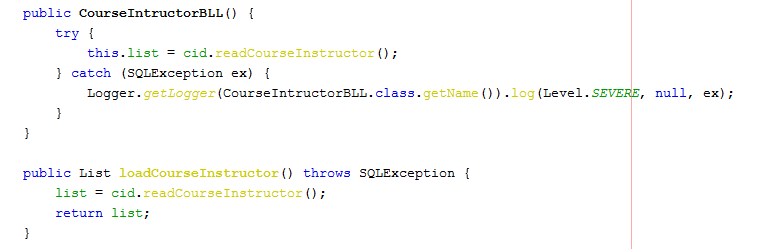 public CourseIntructorBLL() {
try {
this.list = cid.readCourseInstructor();
} catch (SQLException ex) {
Logger.getLogger(CourseIntructorBLL.class.getName()).log(Level.SEVERE, null, ex);
}
}
public List loadCourseInstructor() throws SQLException {
list = cid.readCourseInstructor();
return list;
}